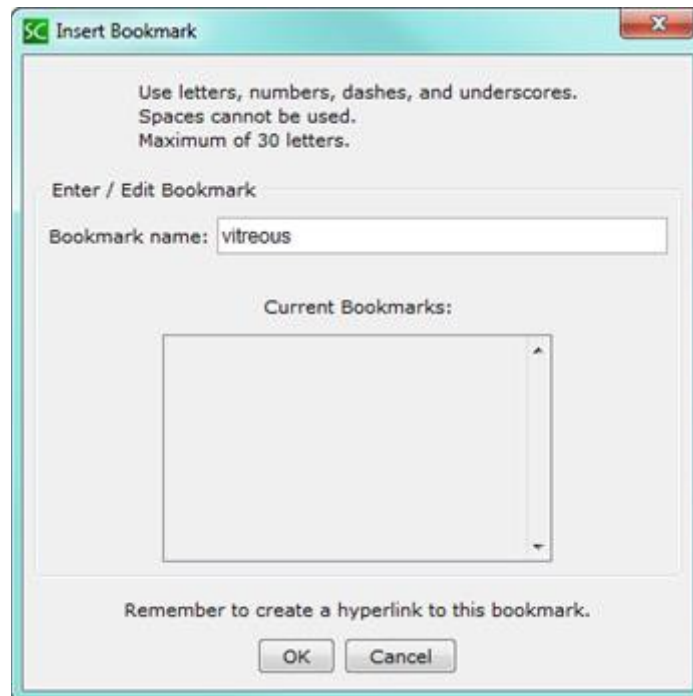 SC Insert Bookmark
x
Use letters, numbers, dashes, and underscores.
Spaces cannot be used.
Maximum of 30 letters.
Enter / Edit Bookmark
Bookmark name: vitreous
Current Bookmarks:
Remember to create a hyperlink to this bookmark.
OK Cancel